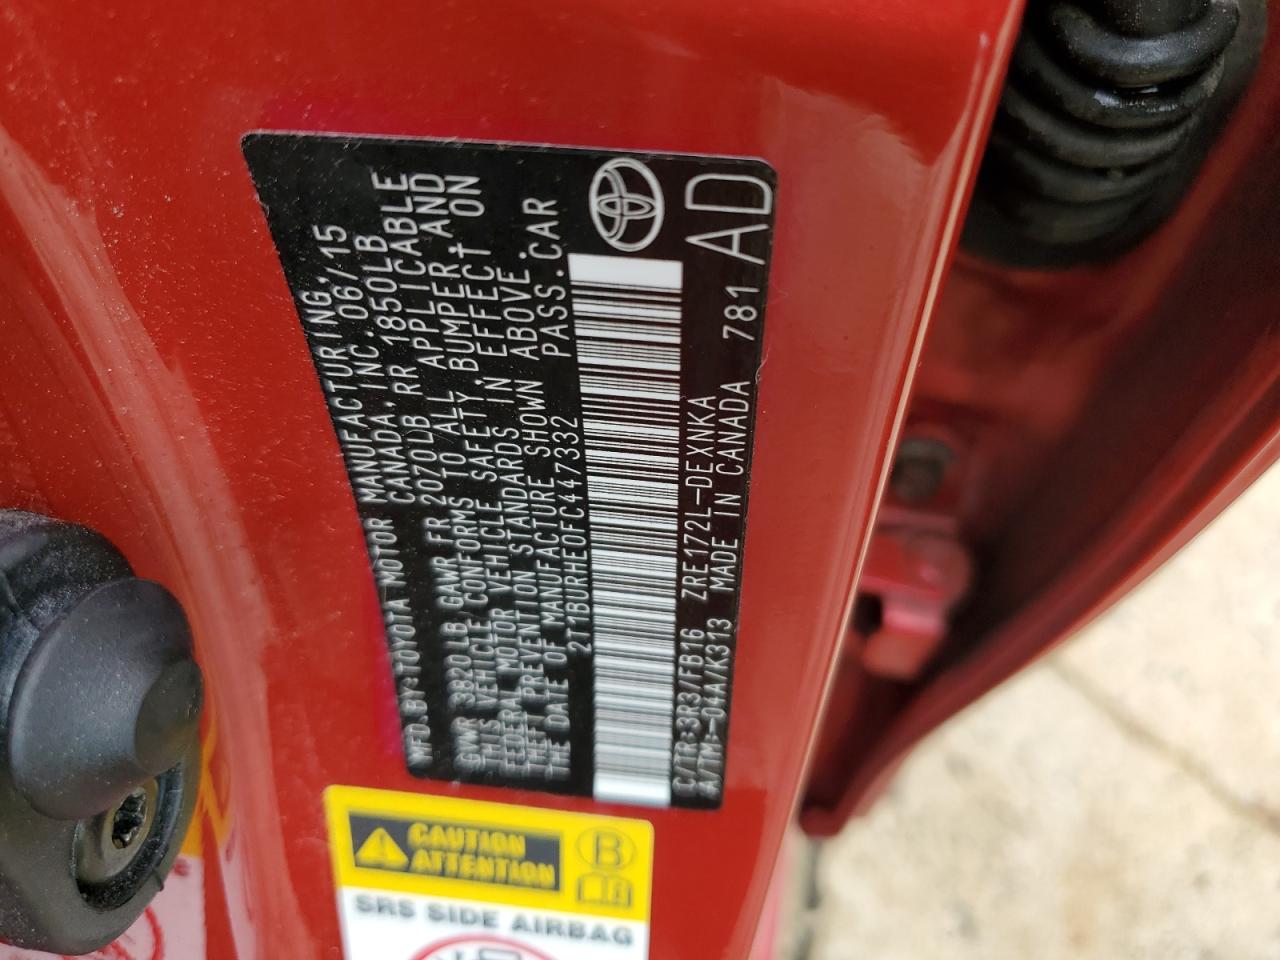 MFD.BY:TOYOTA MOTOR MANUFACTURING
CANADA,INC. 06/15
GVWR 3820LB GAWR FR 2070LB RR 1850LB
THIS VEHICLE CONFORMS TO ALL APPLICABLE
FEDERAL MOTOR VEHICLE SAFETY, BUMPER, AND
THEFT PREVENTION STANDARDS IN EFFECT ON
THE DATE OF MANUFACTURE SHOWN ABOVE.
2T1BURHE0FC447332 PASS.CAR
C/TR:3R3/FB16 ZRE172L-DEXNKA
A/TM:-04A/K313 MADE IN CANADA 781 AD
CAUTION
ATTENTION
B
SRS SIDE AIRBAG